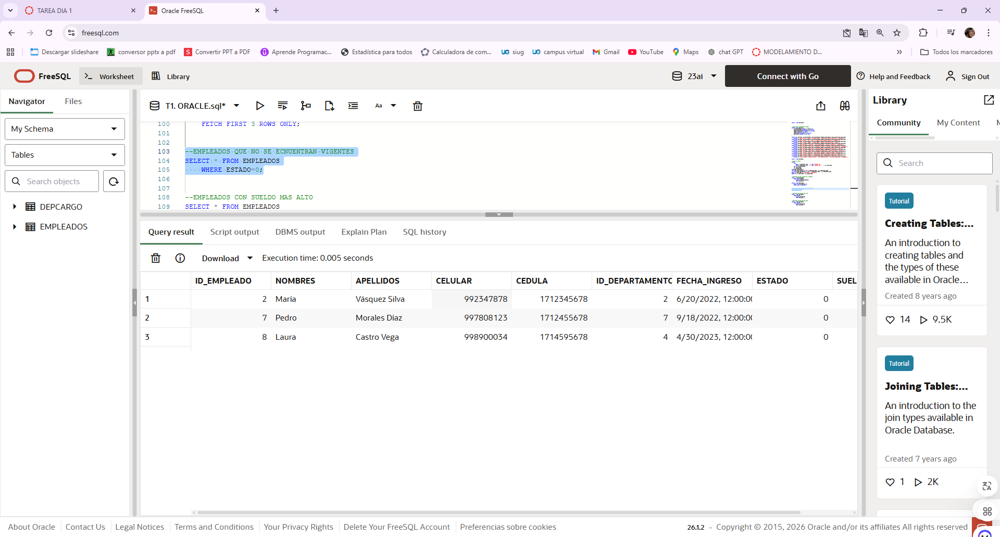 TAREA DIA 1
Oracle FreeSQL
freesql.com
Descargar slideshare
conversor pptx a pdf
Convertir PPT a PDF
Aprende Programac...
Estadística para todos
Calculadora de com...
siug
campus virtual
Gmail
YouTube
Maps
chat GPT
MODELAMIENTO D...
Todos los marcadores
FreeSQL
Worksheet
Library
23ai
Connect with Go
Help and Feedback
Sign Out
Navigator
Files
My Schema
Tables
Search objects
DEPCARGO
EMPLEADOS
T1. ORACLE.sql*
Aa
100 FETCH FIRST 3 ROWS ONLY;
101
102
103 --EMPLEADOS QUE NO SE ECNUENTRAN VIGENTES
104 SELECT * FROM EMPLEADOS
105 WHERE ESTADO=0;
106
107
108 --EMPLEADOS CON SUELDO MAS ALTO
109 SELECT * FROM EMPLEADOS
Query result
Script output
DBMS output
Explain Plan
SQL history
Download
Execution time: 0.005 seconds
ID_EMPLEADO NOMBRES APELLIDOS CELULAR CEDULA ID_DEPARTAMENTO FECHA_INGRESO ESTADO SUEL
1 2 María Vásquez Silva 992347878 1712345678 2 6/20/2022, 12:00:00 0
2 7 Pedro Morales Díaz 997808123 1712455678 7 9/18/2022, 12:00:00 0
3 8 Laura Castro Vega 998900034 1714595678 4 4/30/2023, 12:00:00 0
Library
Community
My Content
Search
Tutorial
Creating Tables:...
An introduction to
creating tables and
the types of these
available in Oracle...
Created 8 years ago
14 9.5K
Tutorial
Joining Tables:...
An introduction to the
join types available in
Oracle Database.
Created 7 years ago
1 2K
About Oracle
Contact Us
Legal Notices
Terms and Conditions
Your Privacy Rights
Delete Your FreeSQL Account
Preferencias sobre cookies
26.1.2 - Copyright © 2015, 2026 Oracle and/or its affiliates All rights reserved